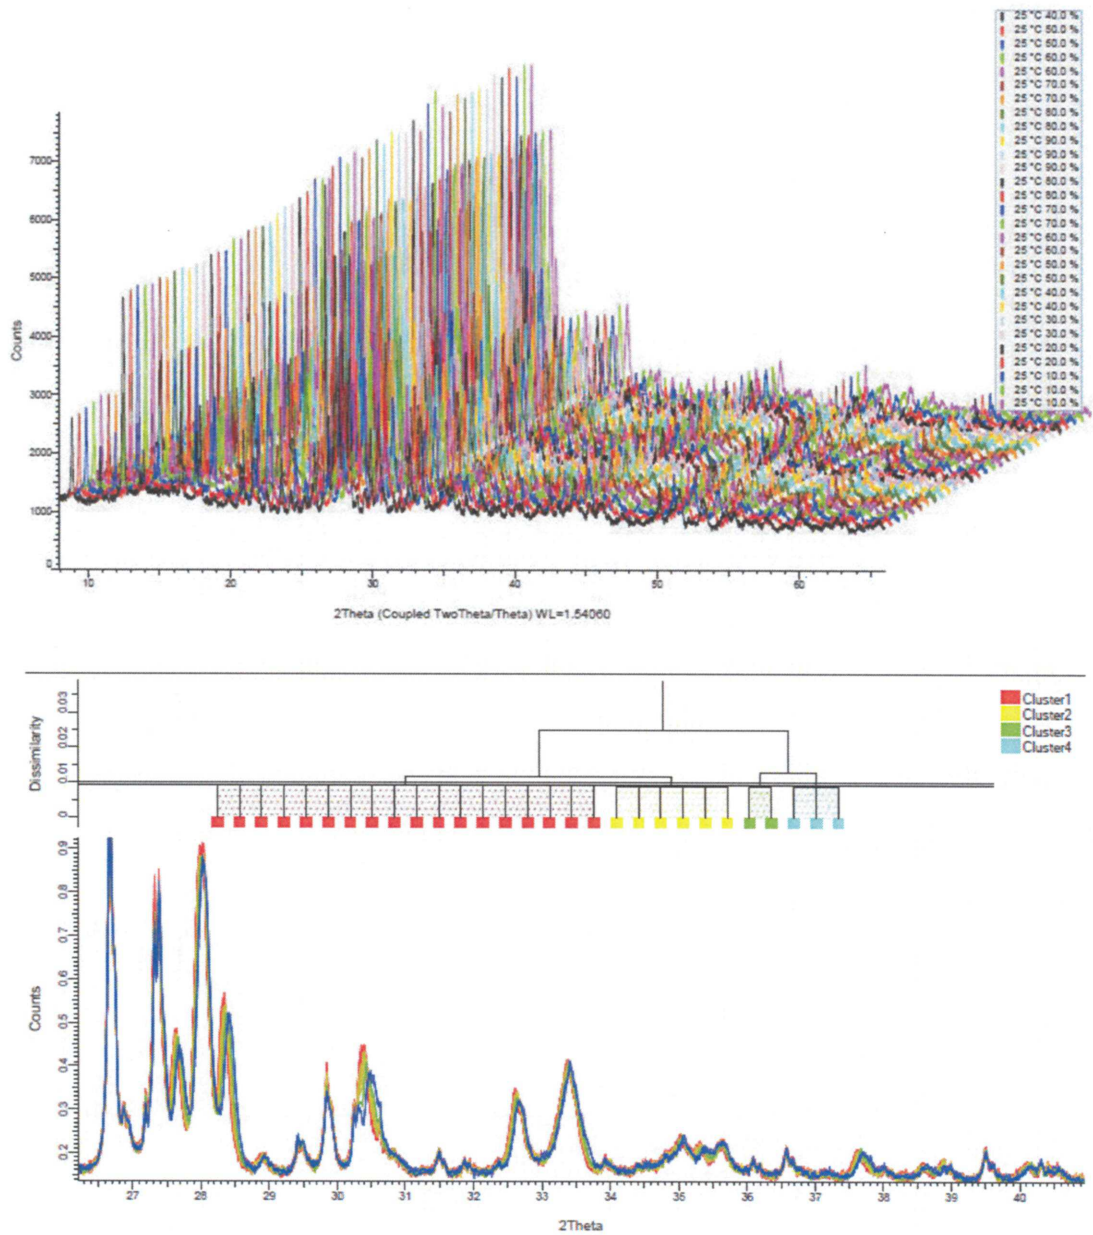 25 °C 40.0 %
25 °C 50.0 %
25 °C 50.0 %
25 °C 60.0 %
25 °C 60.0 %
25 °C 70.0 %
25 °C 70.0 %
25 °C 80.0 %
25 °C 80.0 %
25 °C 90.0 %
25 °C 90.0 %
25 °C 90.0 %
25 °C 80.0 %
25 °C 80.0 %
25 °C 70.0 %
25 °C 70.0 %
25 °C 60.0 %
25 °C 60.0 %
25 °C 50.0 %
25 °C 50.0 %
25 °C 40.0 %
25 °C 40.0 %
25 °C 30.0 %
25 °C 30.0 %
25 °C 20.0 %
25 °C 20.0 %
25 °C 10.0 %
25 °C 10.0 %
25 °C 10.0 %
Counts
7000
6000
5000
4000
3000
2000
1000
0
10 20 30 40 50 60
2Theta (Coupled TwoTheta/Theta) WL=1.54060
Dissimilarity
0.03
0.02
0.01
0
Cluster1
Cluster2
Cluster3
Cluster4
Counts
0.9
0.8
0.7
0.6
0.5
0.4
0.3
0.2
27 28 29 30 31 32 33 34 35 36 37 38 39 40
2Theta